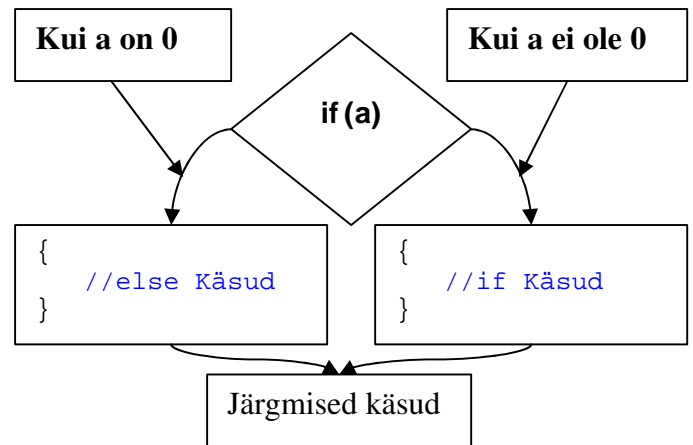 Kui a on 0
Kui a ei ole 0
if (a)
{
//else Käsud
}
{
//if Käsud
}
Järgmised käsud